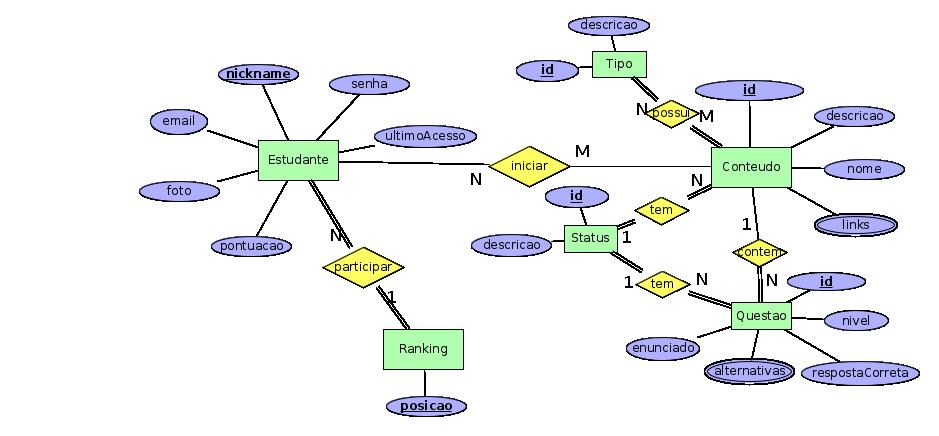 descricao
id
Tipo
nickname
senha
id
N
possui
M
descricao
email
ultimoAcesso
Estudante
iniciar
M
N
Conteudo
nome
foto
N
id
tem
links
pontuacao
N
descricao
Status
1
1
contem
participar
1
tem
N
N
id
1
Questao
nivel
Ranking
enunciado
alternativas
respostaCorreta
posicao